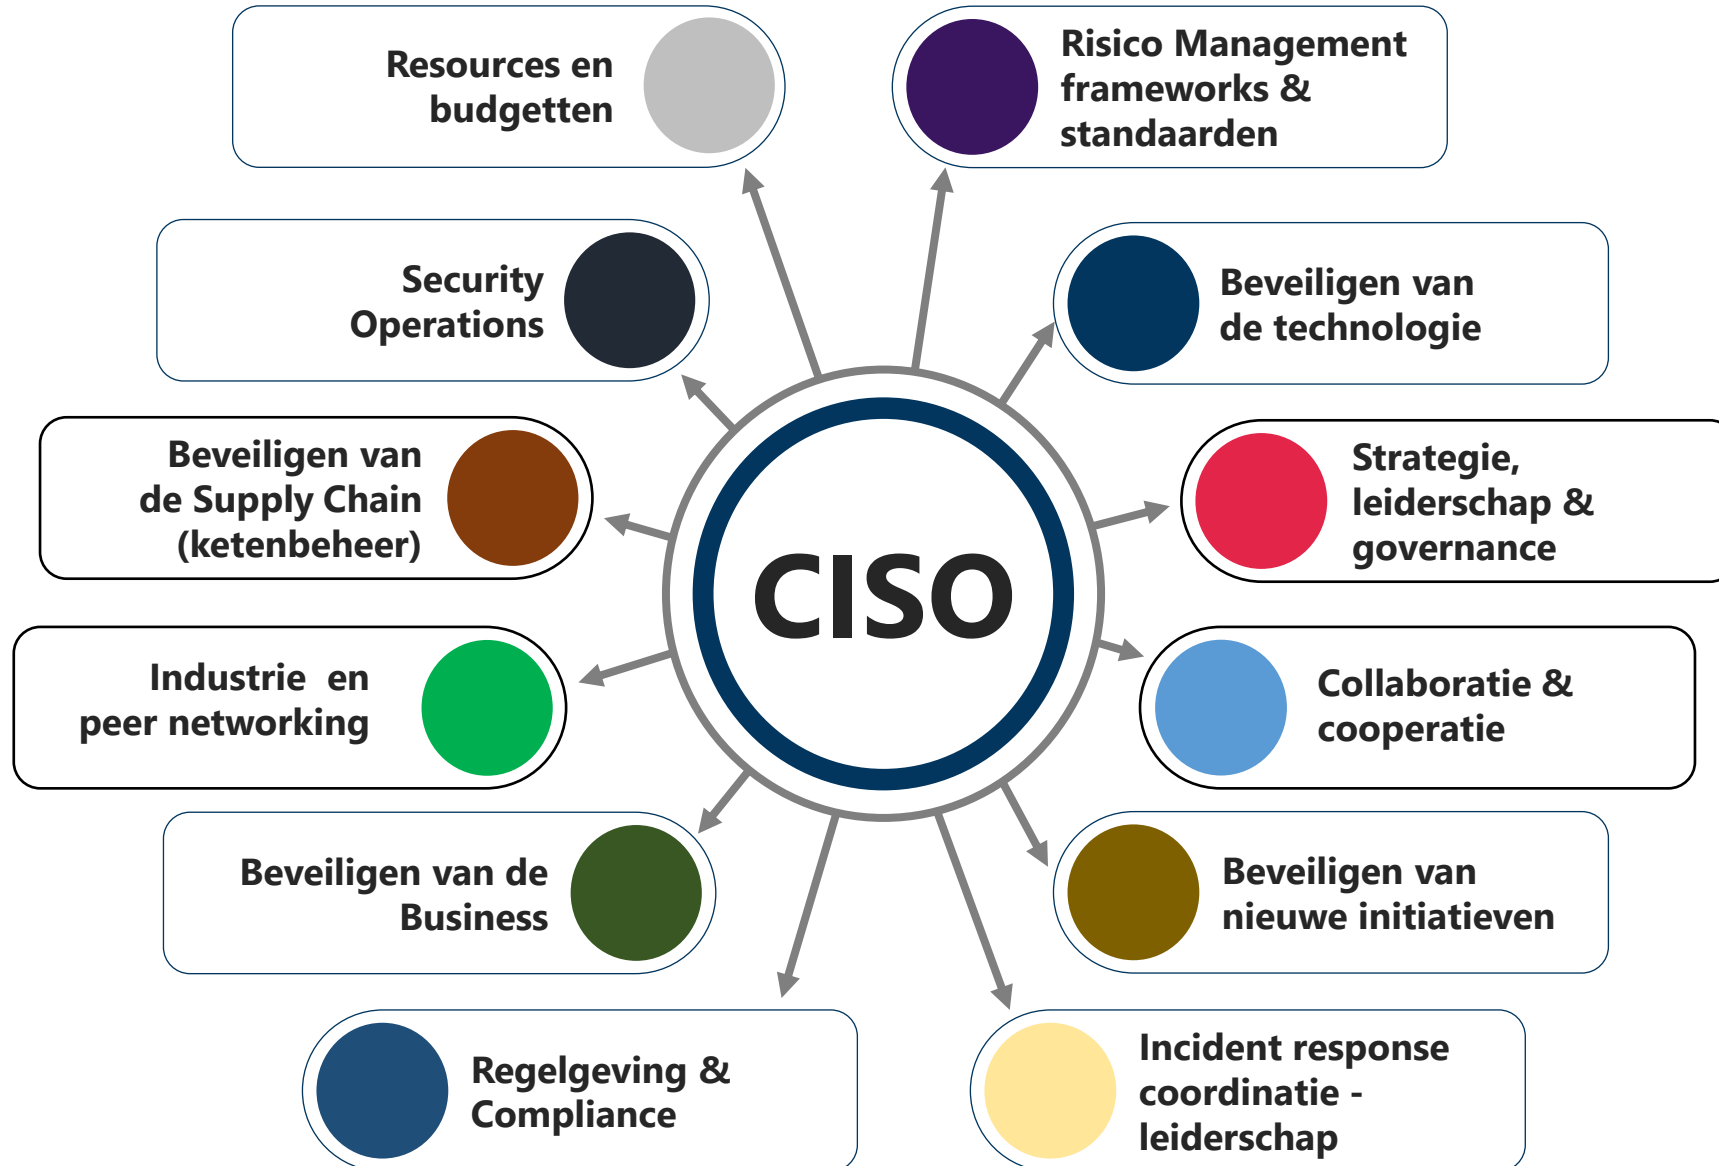 Resources en
budgetten
Risico Management
frameworks &
standaarden
Security
Operations
Beveiligen van
de technologie
Beveiligen van
de Supply Chain
(ketenbeheer)
Strategie,
leiderschap &
governance
CISO
Industrie  en
peer networking
Collaboratie &
cooperatie
Beveiligen van de
Business
Beveiligen van
nieuwe initiatieven
Regelgeving &
Compliance
Incident response
coordinatie -
leiderschap